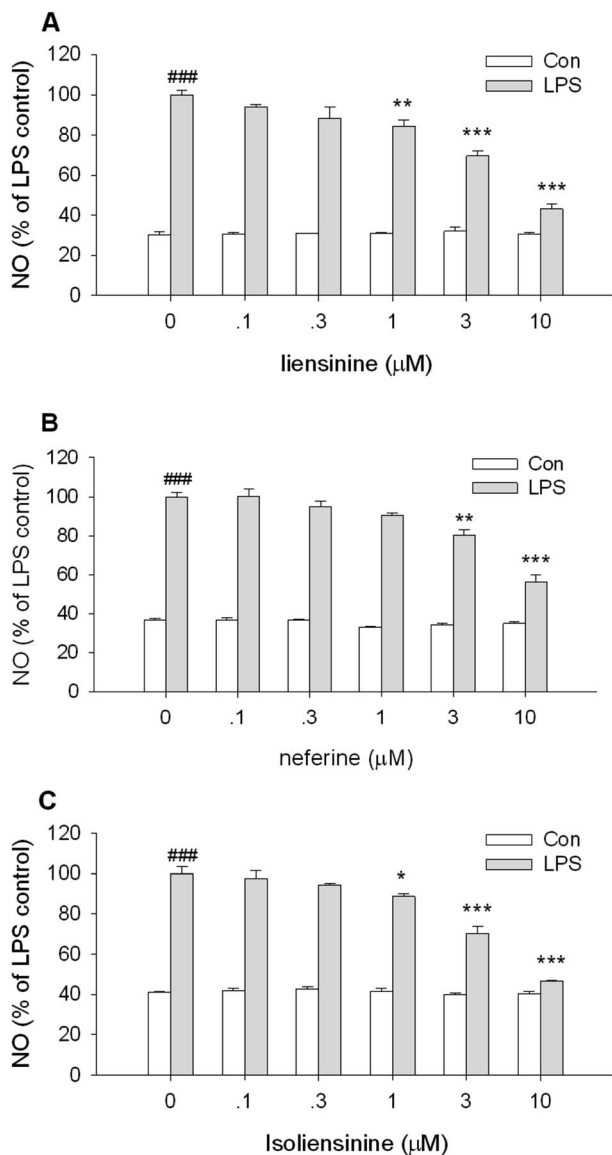 A
NO (% of LPS control)
120
100
80
60
40
20
0
###
**
***
***
Con
LPS
0 .1 .3 1 3 10
liensinine (μM)
B
NO (% of LPS control)
120
100
80
60
40
20
0
###
**
***
Con
LPS
0 .1 .3 1 3 10
neferine (μM)
C
NO (% of LPS control)
120
100
80
60
40
20
0
###
*
***
***
Con
LPS
0 .1 .3 1 3 10
Isoliensinine (μM)